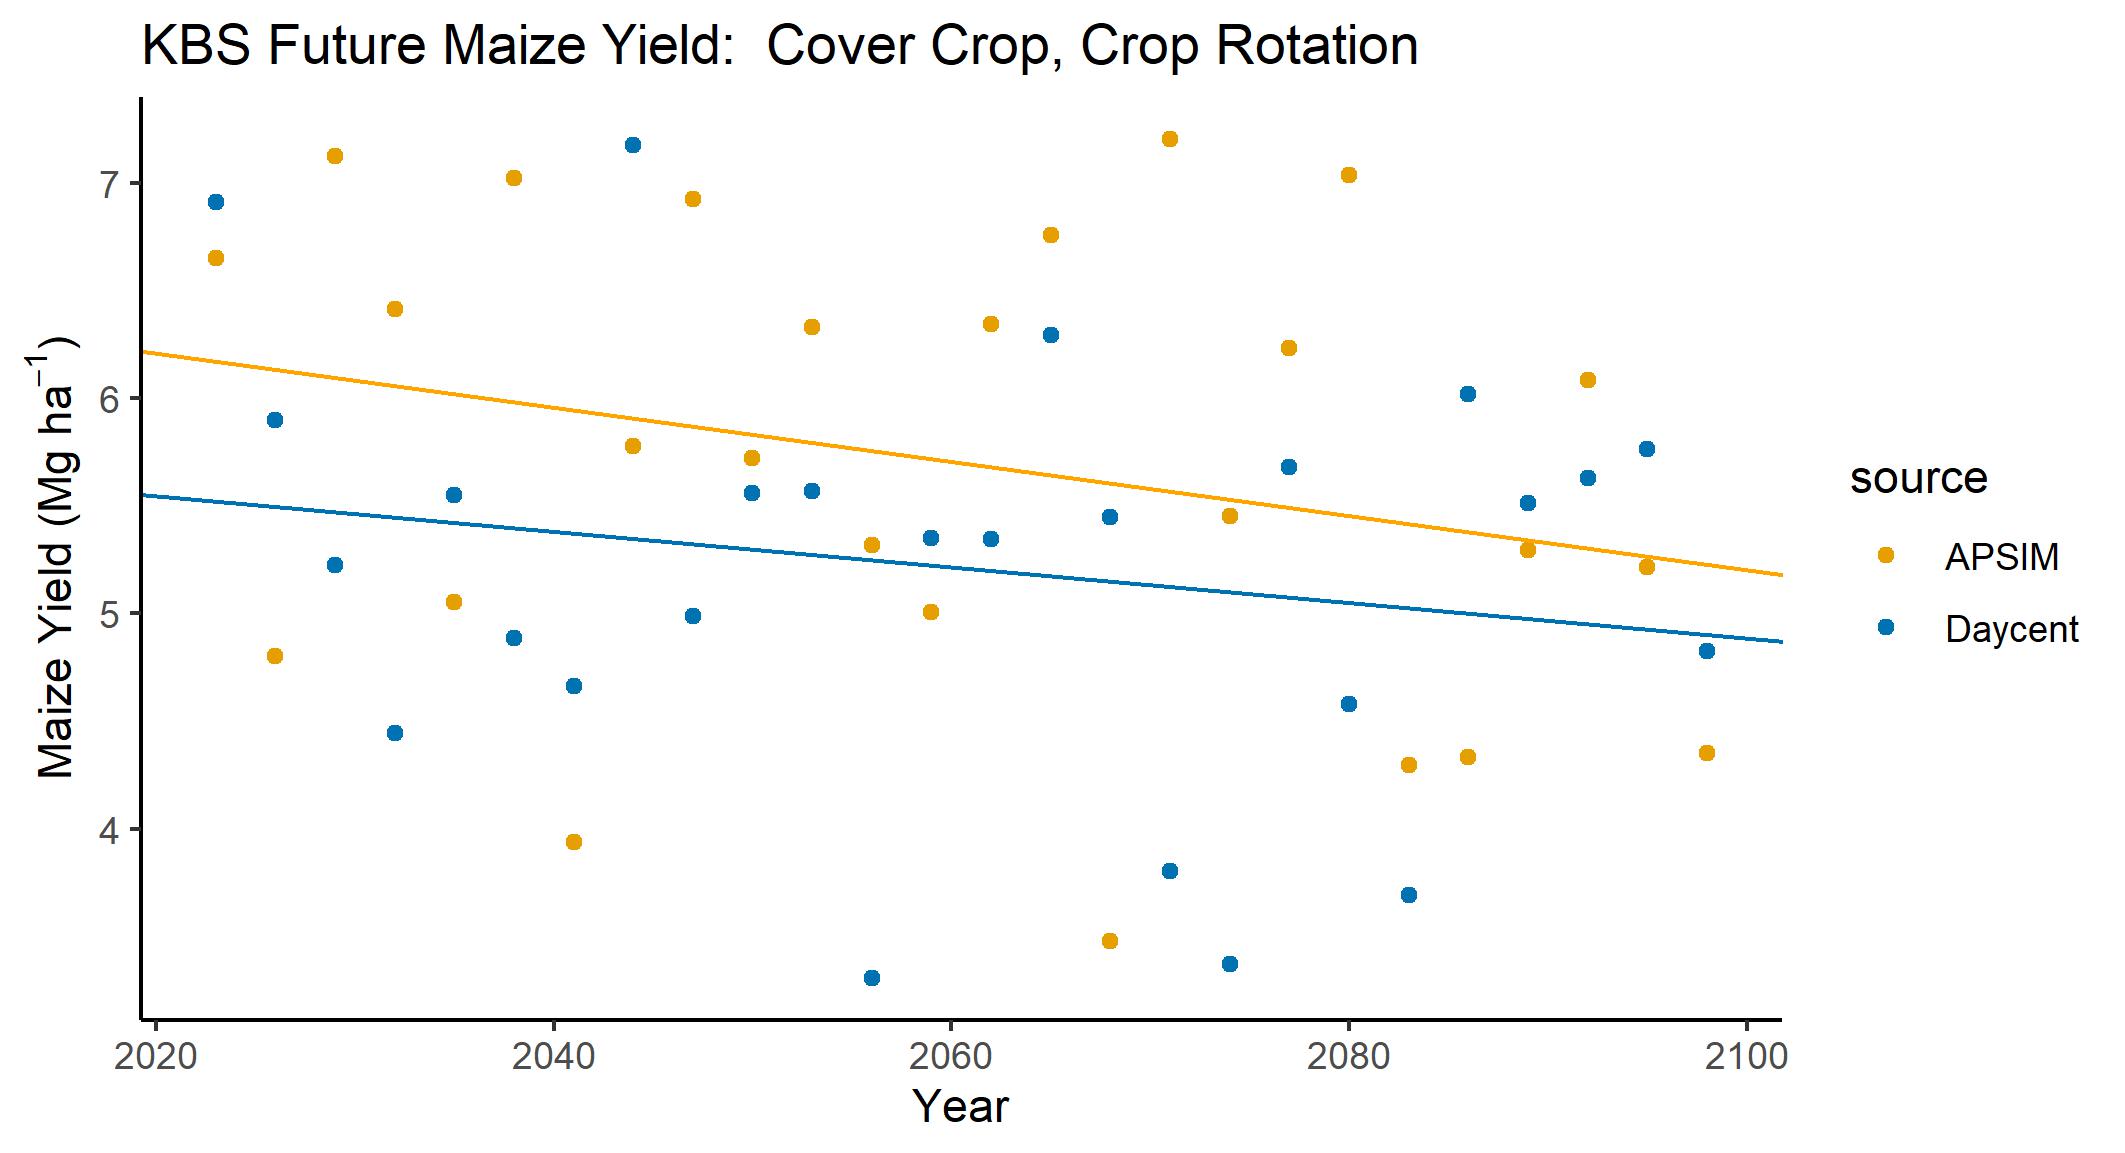 KBS Future Maize Yield:  Cover Crop, Crop Rotation
Maize Yield (Mg ha⁻¹)
7
6
5
4
2020 2040 2060 2080 2100
Year
source
APSIM
Daycent